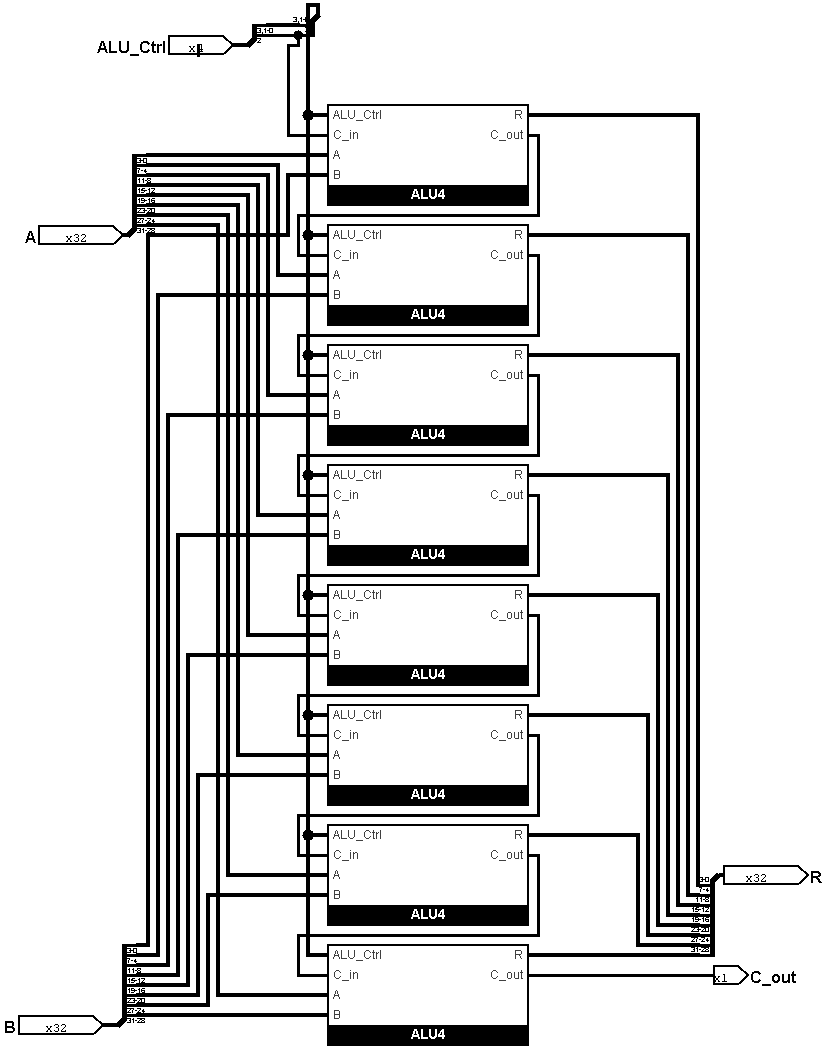 3,1-0
3,1-0
2
ALU_Ctrl
ALU_Ctrl R
C_in C_out
A
B
ALU4
3-0
7-4
11-8
15-12
19-16
23-20
27-24
31-28
A x32
ALU_Ctrl R
C_in C_out
A
B
ALU4
ALU_Ctrl R
C_in C_out
A
B
ALU4
ALU_Ctrl R
C_in C_out
A
B
ALU4
ALU_Ctrl R
C_in C_out
A
B
ALU4
ALU_Ctrl R
C_in C_out
A
B
ALU4
ALU_Ctrl R
C_in C_out
A
B
ALU4
x32 R
3-0
7-4
11-8
15-12
19-16
23-20
27-24
31-28
ALU_Ctrl R
C_in C_out
A
B
ALU4
x1 C_out
3-0
7-4
11-8
15-12
19-16
23-20
27-24
31-28
B x32